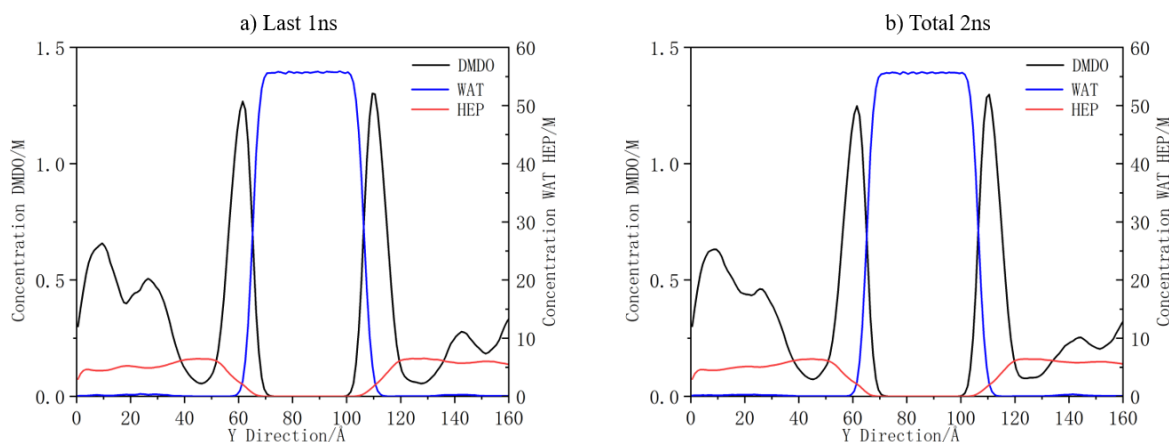 a) Last 1ns
1.5
1.0
0.5
0.0
Concentration DMDO/M
60
50
40
30
20
10
0
Concentration WAT HEP/M
DMDO
WAT
HEP
0 20 40 60 80 100 120 140 160
Y Direction/Å
b) Total 2ns
1.5
1.0
0.5
0.0
Concentration DMDO/M
60
50
40
30
20
10
0
Concentration WAT HEP/M
DMDO
WAT
HEP
0 20 40 60 80 100 120 140 160
Y Direction/Å